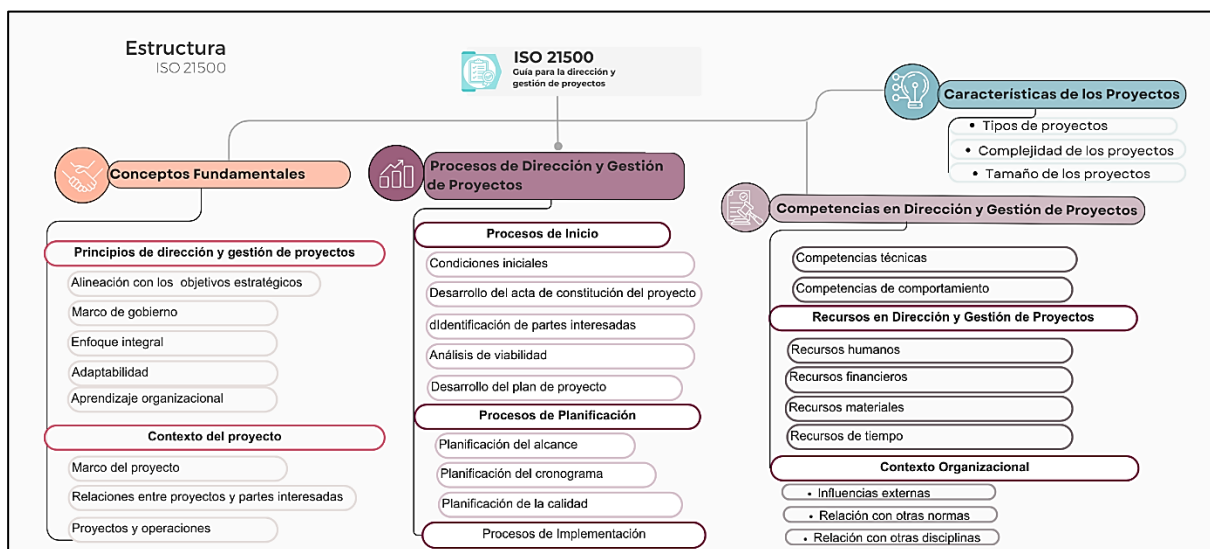 Estructura
ISO 21500
ISO 21500
Guía para la dirección y
gestión de proyectos
Características de los Proyectos
• Tipos de proyectos
• Complejidad de los proyectos
• Tamaño de los proyectos
Conceptos Fundamentales
Principios de dirección y gestión de proyectos
Alineación con los objetivos estratégicos
Marco de gobierno
Enfoque integral
Adaptabilidad
Aprendizaje organizacional
Contexto del proyecto
Marco del proyecto
Relaciones entre proyectos y partes interesadas
Proyectos y operaciones
Procesos de Dirección y Gestión
de Proyectos
Procesos de Inicio
Condiciones iniciales
Desarrollo del acta de constitución del proyecto
dIdentificación de partes interesadas
Análisis de viabilidad
Desarrollo del plan de proyecto
Procesos de Planificación
Planificación del alcance
Planificación del cronograma
Planificación de la calidad
Procesos de Implementación
Competencias en Dirección y Gestión de Proyectos
Competencias técnicas
Competencias de comportamiento
Recursos en Dirección y Gestión de Proyectos
Recursos humanos
Recursos financieros
Recursos materiales
Recursos de tiempo
Contexto Organizacional
• Influencias externas
• Relación con otras normas
• Relación con otras disciplinas